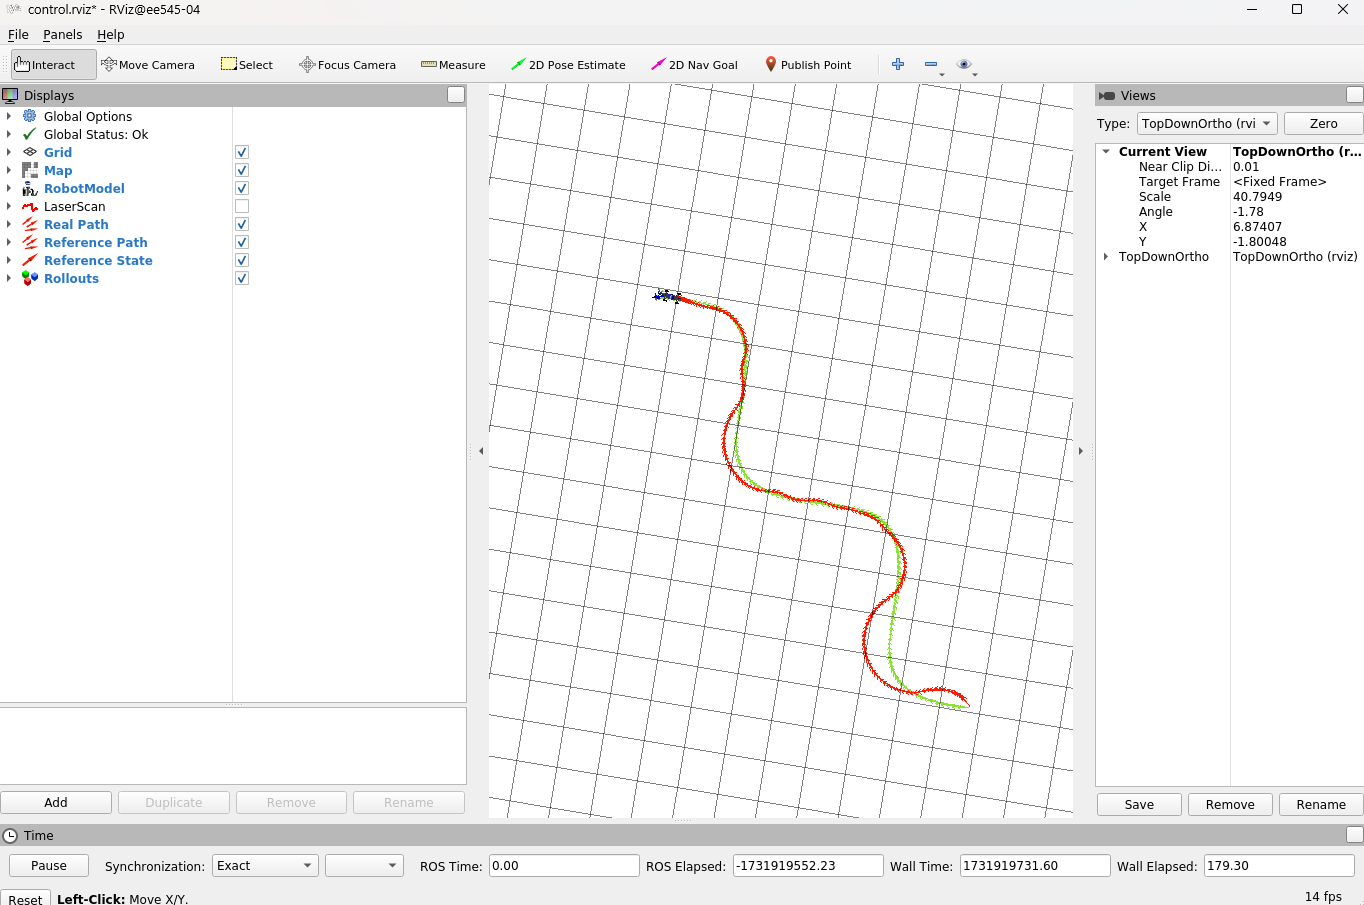 control.rviz* - RViz@ee545-04
File Panels Help
Interact Move Camera Select Focus Camera Measure 2D Pose Estimate 2D Nav Goal Publish Point
Displays
Global Options
Global Status: Ok
Grid
Map
RobotModel
LaserScan
Real Path
Reference Path
Reference State
Rollouts
Add Duplicate Remove Rename
Views
Type: TopDownOrtho (rvi Zero
Current View TopDownOrtho (r...
Near Clip Di... 0.01
Target Frame <Fixed Frame>
Scale 40.7949
Angle -1.78
X 6.87407
Y -1.80048
TopDownOrtho TopDownOrtho (rviz)
Save Remove Rename
Time
Pause Synchronization: Exact ROS Time: 0.00 ROS Elapsed: -1731919552.23 Wall Time: 1731919731.60 Wall Elapsed: 179.30
Reset Left-Click: Move X/Y. 14 fps